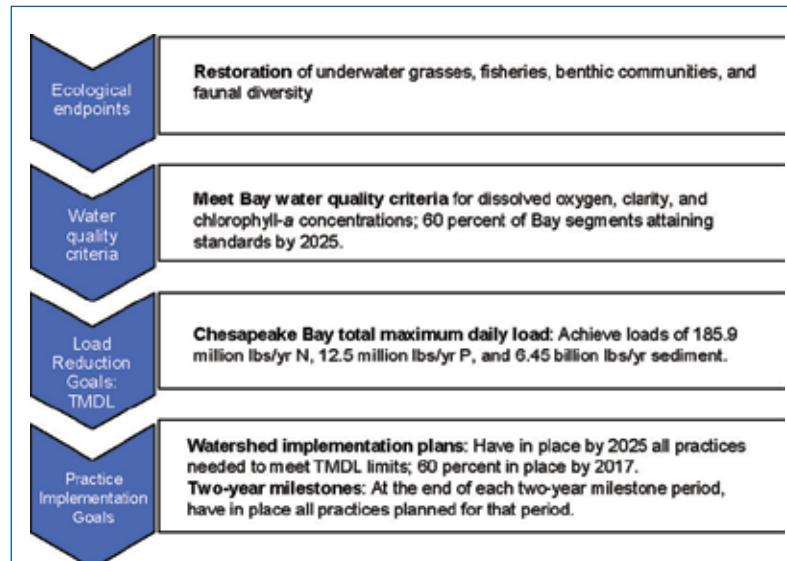 Ecological
endpoints
Restoration of underwater grasses, fisheries, benthic communities, and
faunal diversity
Water
quality
criteria
Meet Bay water quality criteria for dissolved oxygen, clarity, and
chlorophyll-a concentrations; 60 percent of Bay segments attaining
standards by 2025.
Load
Reduction
Goals:
TMDL
Chesapeake Bay total maximum daily load: Achieve loads of 185.9
million lbs/yr N, 12.5 million lbs/yr P, and 6.45 billion lbs/yr sediment.
Practice
Implementation
Goals
Watershed implementation plans: Have in place by 2025 all practices
needed to meet TMDL limits; 60 percent in place by 2017.
Two-year milestones: At the end of each two-year milestone period,
have in place all practices planned for that period.